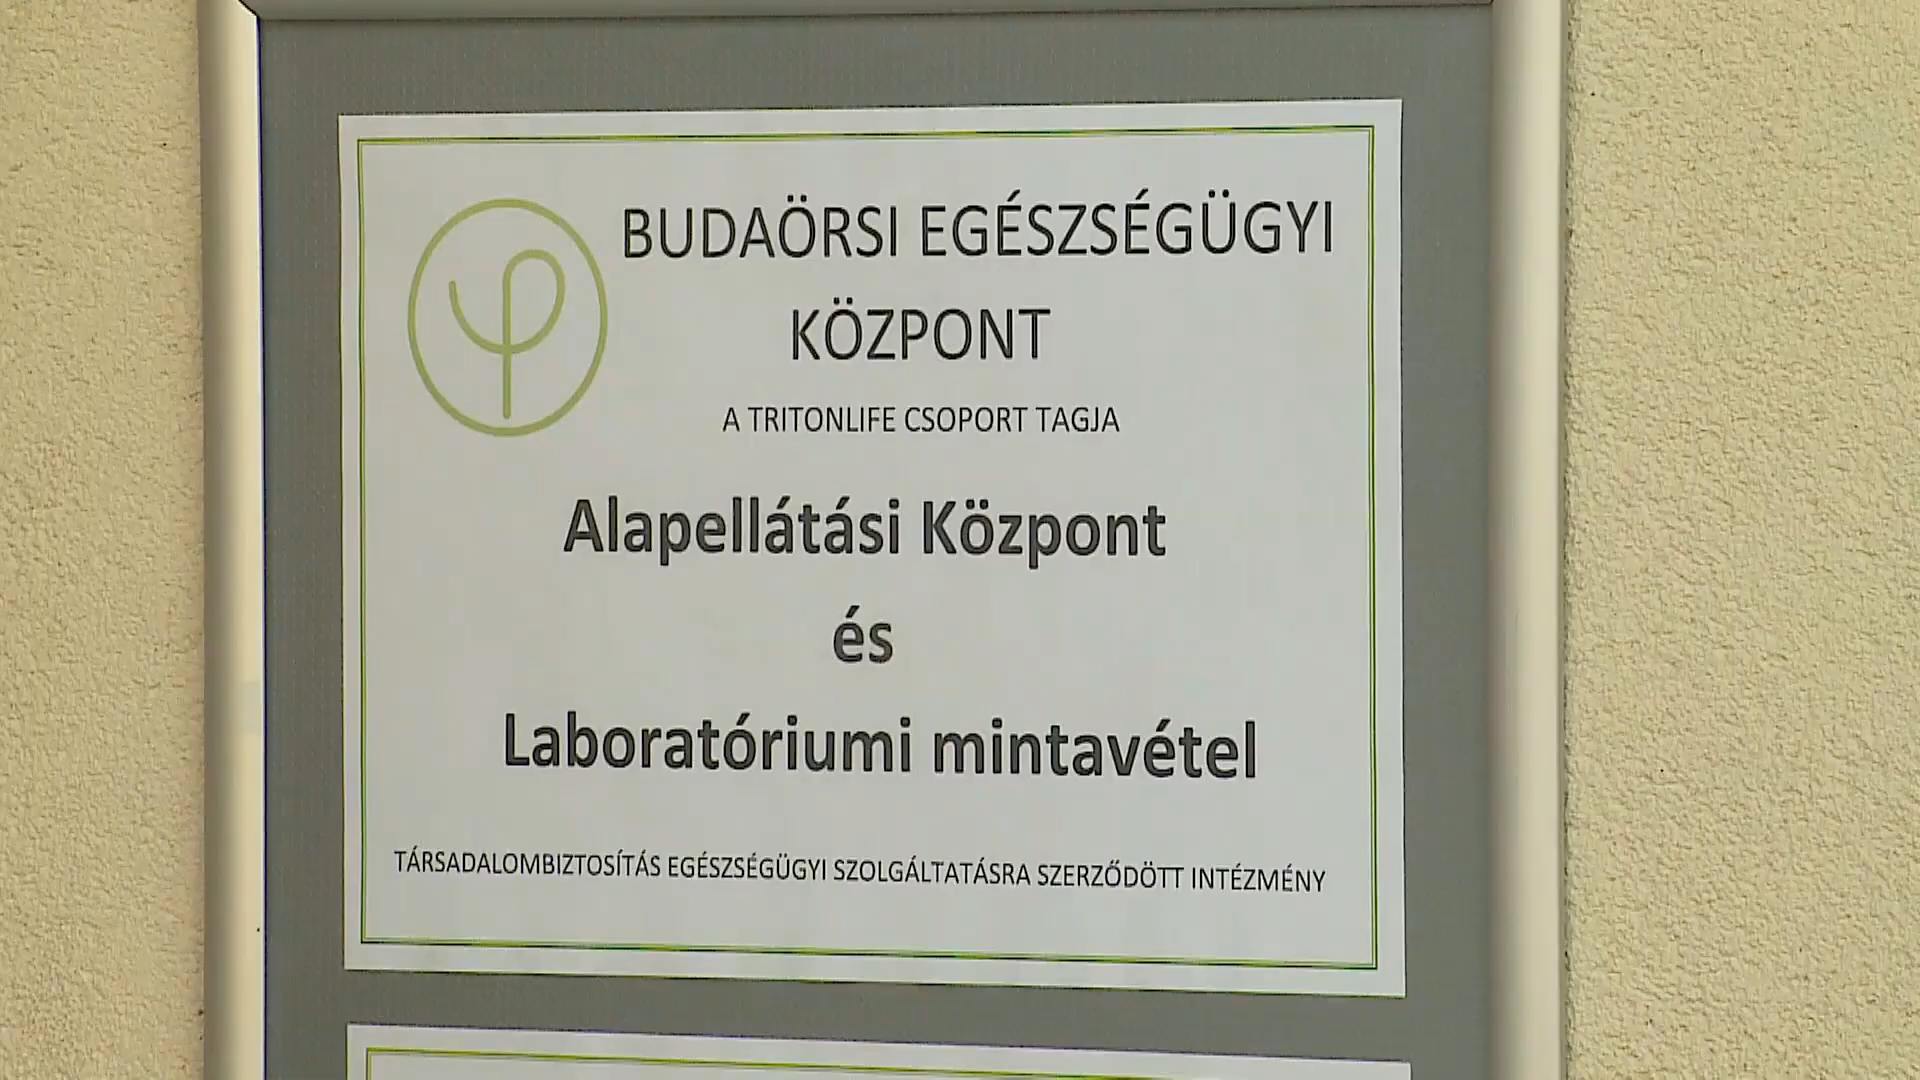 BUDAÖRSI EGÉSZSÉGÜGYI
KÖZPONT
A TRITONLIFE CSOPORT TAGJA
Alapellátási Központ
és
Laboratóriumi mintavétel
TÁRSADALOMBIZTOSÍTÁS EGÉSZSÉGÜGYI SZOLGÁLTATÁSRA SZERZŐDÖTT INTÉZMÉNY